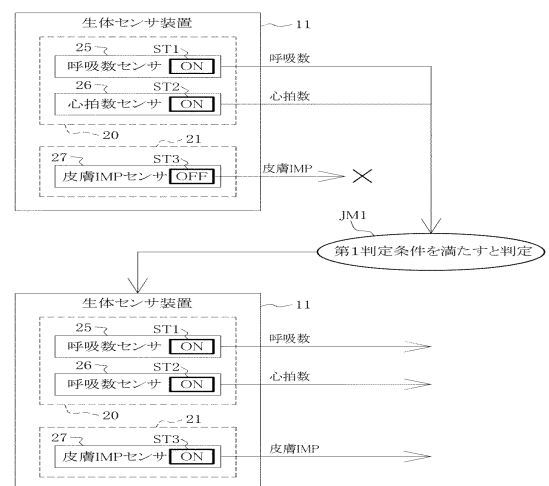 生体センサ装置
11
25
ST1
呼吸数センサ ON
呼吸数
26
ST2
心拍数センサ ON
心拍数
20
21
27
ST3
皮膚IMPセンサ OFF
皮膚IMP
JM1
第1判定条件を満たすと判定
生体センサ装置
11
25
ST1
呼吸数センサ ON
呼吸数
26
ST2
呼吸数センサ ON
心拍数
20
21
27
ST3
皮膚IMPセンサ ON
皮膚IMP